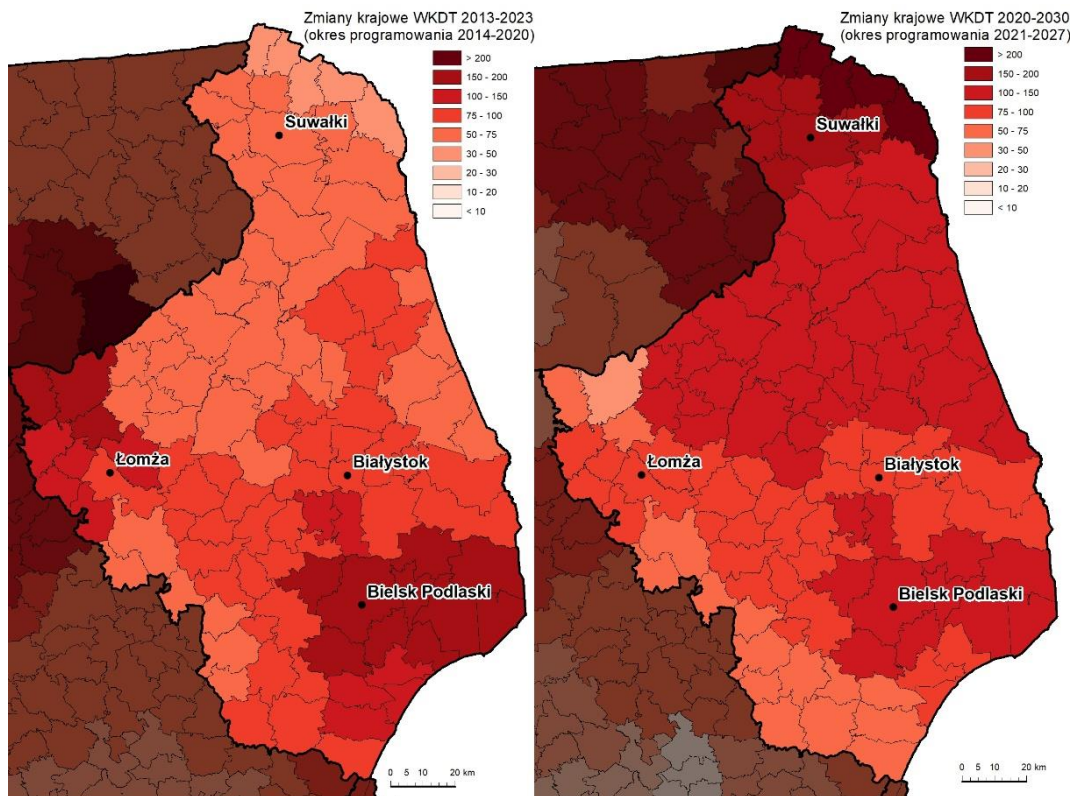 Zmiany krajowe WKDT 2013-2023
(okres programowania 2014-2020)
> 200
150 - 200
100 - 150
75 - 100
50 - 75
30 - 50
20 - 30
10 - 20
< 10
Suwałki
Łomża
Białystok
Bielsk Podlaski
0 5 10 20 km
Zmiany krajowe WKDT 2020-2030
(okres programowania 2021-2027)
> 200
150 - 200
100 - 150
75 - 100
50 - 75
30 - 50
20 - 30
10 - 20
< 10
Suwałki
Łomża
Białystok
Bielsk Podlaski
0 5 10 20 km